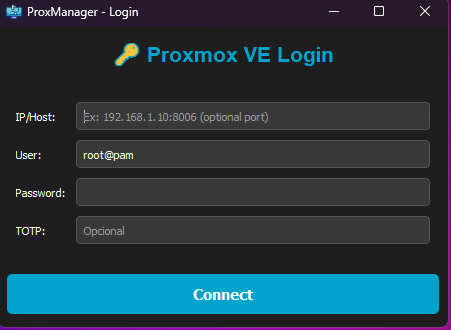 ProxManager - Login
Proxmox VE Login
IP/Host: Ex: 192.168.1.10:8006 (optional port)
User: root@pam
Password:
TOTP: Optional
Connect